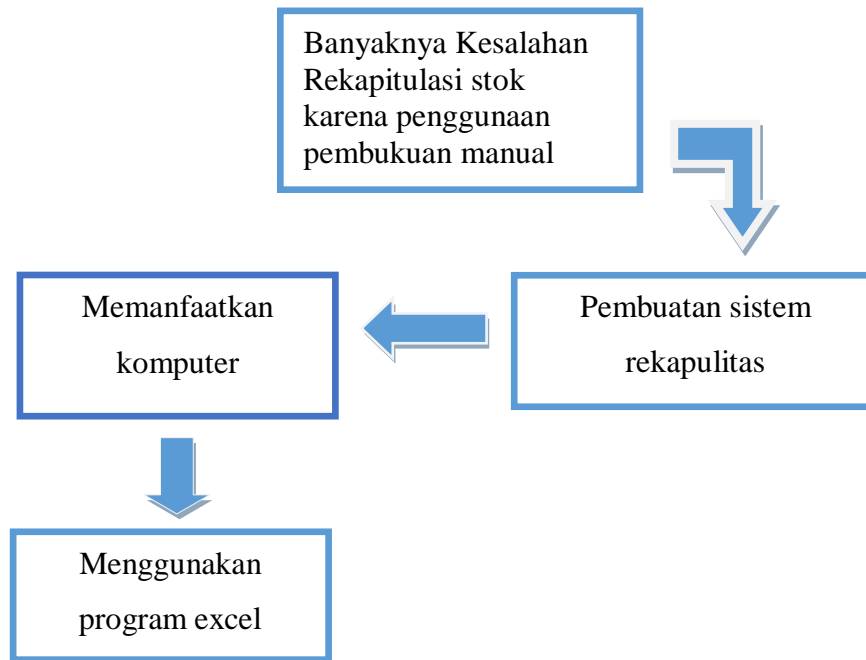 Banyaknya Kesalahan
Rekapitulasi stok
karena penggunaan
pembukuan manual
Pembuatan sistem
rekapulitas
Memanfaatkan
komputer
Menggunakan
program excel